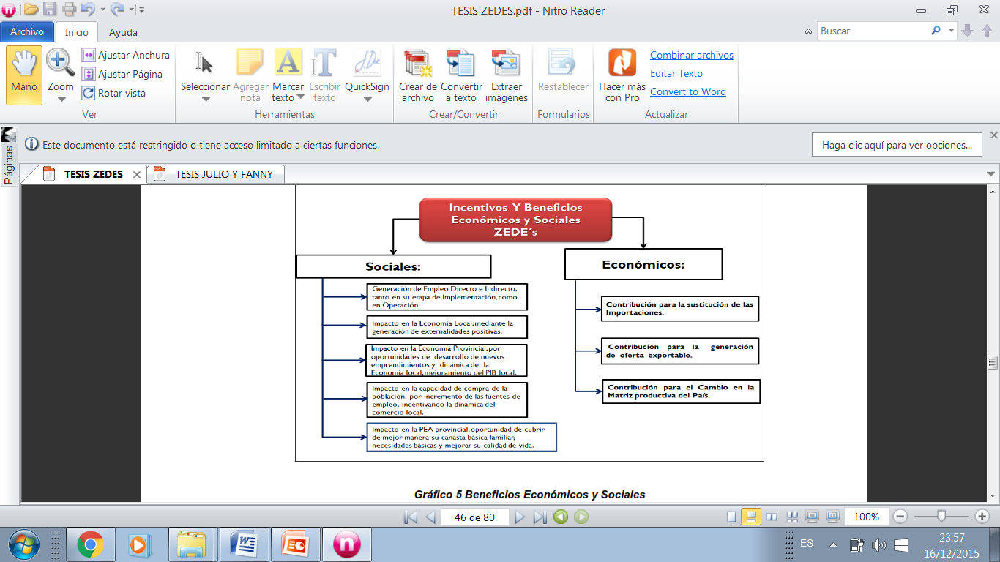 TESIS ZEDES.pdf - Nitro Reader
Archivo
Inicio
Ayuda
Buscar
Mano
Zoom
Ajustar Anchura
Ajustar Página
Rotar vista
Ver
Seleccionar
Agregar
nota
Marcar
texto
Escribir
texto
QuickSign
Herramientas
Crear de
archivo
Convertir
a texto
Extraer
imágenes
Crear/Convertir
Restablecer
Formularios
Hacer más
con Pro
Combinar archivos
Editar Texto
Convert to Word
Actualizar
Páginas
Este documento está restringido o tiene acceso limitado a ciertas funciones.
Haga clic aquí para ver opciones...
TESIS ZEDES
TESIS JULIO Y FANNY
Incentivos Y Beneficios
Económicos y Sociales
ZEDE´s
Sociales:
Generación de Empleo Directo e Indirecto,
tanto en su etapa de Implementación,como
en Operación.
Impacto en la Economía Local,mediante la
generación de externalidades positivas.
Impacto en la Economía Provincial,por
oportunidades de desarrollo de nuevos
emprendimientos y dinámica de la
Economía local,mejoramiento del PIB local.
Impacto en la capacidad de compra de la
población, por incremento de las fuentes de
empleo, incentivando la dinámica del
comercio local.
Impacto en la PEA provincial,oportunidad de cubrir
de mejor manera su canasta básica familiar,
necesidades básicas y mejorar su calidad de vida.
Económicos:
Contribución para la sustitución de las
Importaciones.
Contribución para la generación
de oferta exportable.
Contribución para el Cambio en la
Matriz productiva del País.
Gráfico 5 Beneficios Económicos y Sociales
46 de 80
100%
ES
23:57
16/12/2015